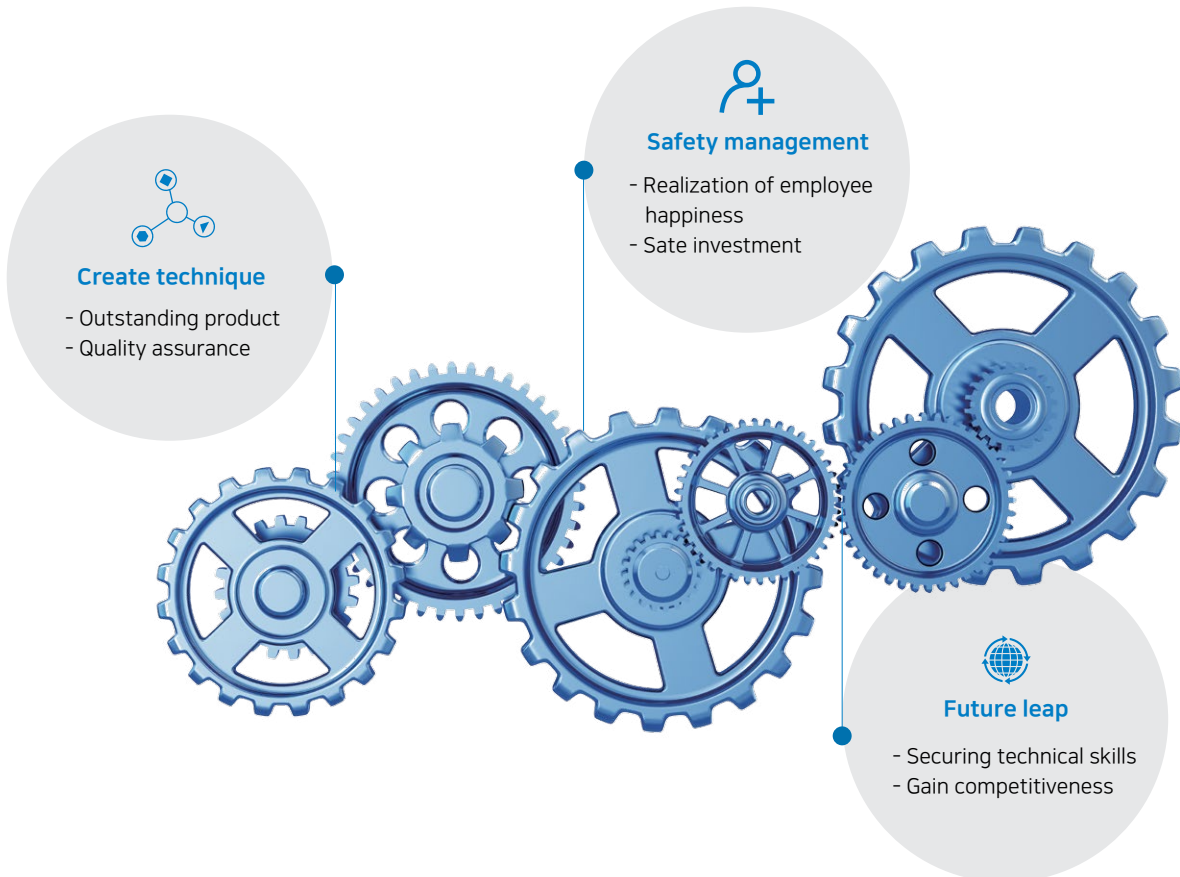 Create technique
- Outstanding product
- Quality assurance
Safety management
- Realization of employee
happiness
- Sate investment
Future leap
- Securing technical skills
- Gain competitiveness